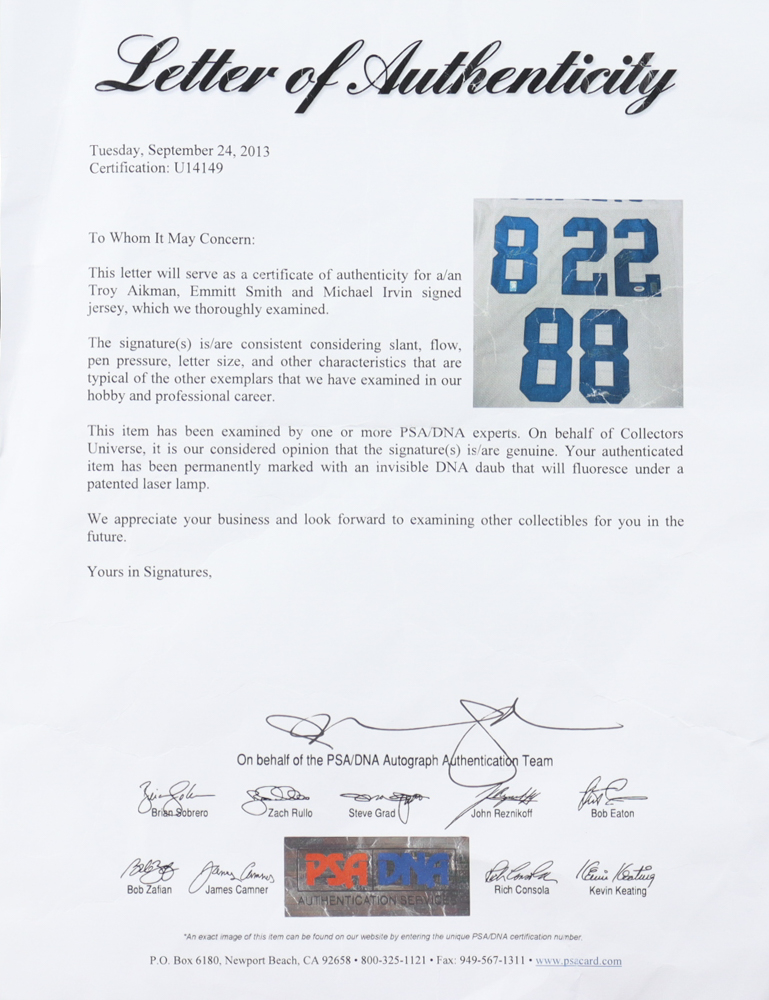 Letter of Authenticity
Tuesday, September 24, 2013
Certification: U14149
To Whom It May Concern:
This letter will serve as a certificate of authenticity for a/an
Troy Aikman, Emmitt Smith and Michael Irvin signed
jersey, which we thoroughly examined.
8 22
88
The signature(s) is/are consistent considering slant, flow,
pen pressure, letter size, and other characteristics that are
typical of the other exemplars that we have examined in our
hobby and professional career.
This item has been examined by one or more PSA/DNA experts. On behalf of Collectors
Universe, it is our considered opinion that the signature(s) is/are genuine. Your authenticated
item has been permanently marked with an invisible DNA daub that will fluoresce under a
patented laser lamp.
We appreciate your business and look forward to examining other collectibles for you in the
future.
Yours in Signatures,
On behalf of the PSA/DNA Autograph Authentication Team
Brian Sobrero Zach Rullo Steve Grad John Reznikoff Bob Eaton
Bob Zafian James Camner Rich Consola Kevin Keating
PSA DNA
AUTHENTICATION SERVICES
*An exact image of this item can be found on our website by entering the unique PSA/DNA certification number.
P.O. Box 6180, Newport Beach, CA 92658 • 800-325-1121 • Fax: 949-567-1311 • www.psacard.com